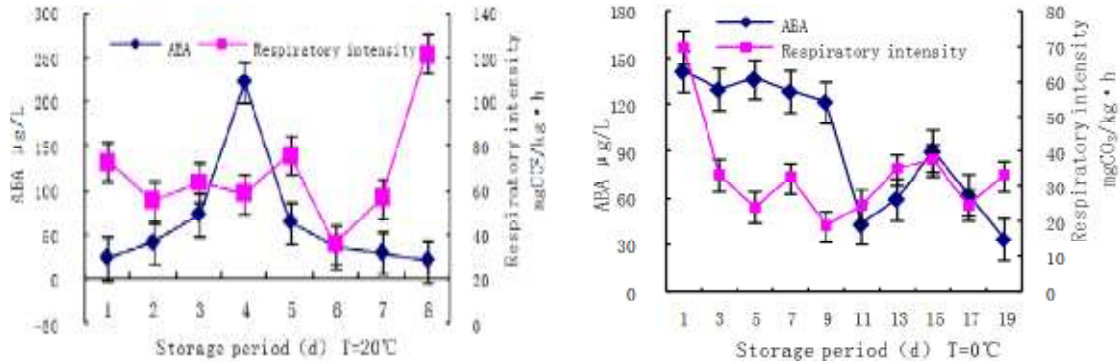 300
250
200
150
100
50
0
-50
ABA μg/L
ABA
Respiratory intensity
140
120
100
80
60
40
20
0
Respiratory intensity
1 2 3 4 5 6 7 8
Storage period (d) T=20℃
180
150
120
90
60
30
0
ABA μg/L
ABA
Respiratory intensity
80
70
60
50
40
30
20
10
0
Respiratory intensity
mgCO₂/kg·h
1 3 5 7 9 11 13 15 17 19
Storage period (d) T=0℃